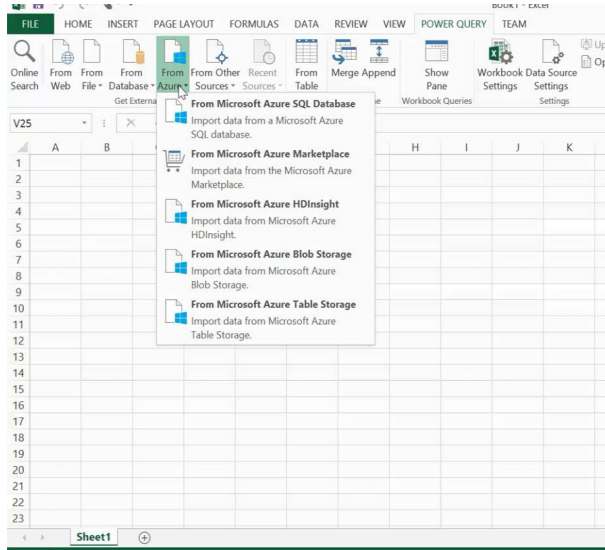 BOOK1 - Excel
FILE HOME INSERT PAGE LAYOUT FORMULAS DATA REVIEW VIEW POWER QUERY TEAM
Online Search
From Web
From File
From Database
From Azure
From Other Sources
Recent Sources
From Table
Merge Append
Show Pane
Workbook Settings
Data Source Settings
Up
Op
Get Externa
Workbook Queries
Settings
V25
From Microsoft Azure SQL Database
Import data from a Microsoft Azure
SQL database.
From Microsoft Azure Marketplace
Import data from the Microsoft Azure
Marketplace.
From Microsoft Azure HDInsight
Import data from Microsoft Azure
HDInsight.
From Microsoft Azure Blob Storage
Import data from Microsoft Azure
Blob Storage.
From Microsoft Azure Table Storage
Import data from Microsoft Azure
Table Storage.
A B H I J K
1
2
3
4
5
6
7
8
9
10
11
12
13
14
15
16
17
18
19
20
21
22
23
Sheet1